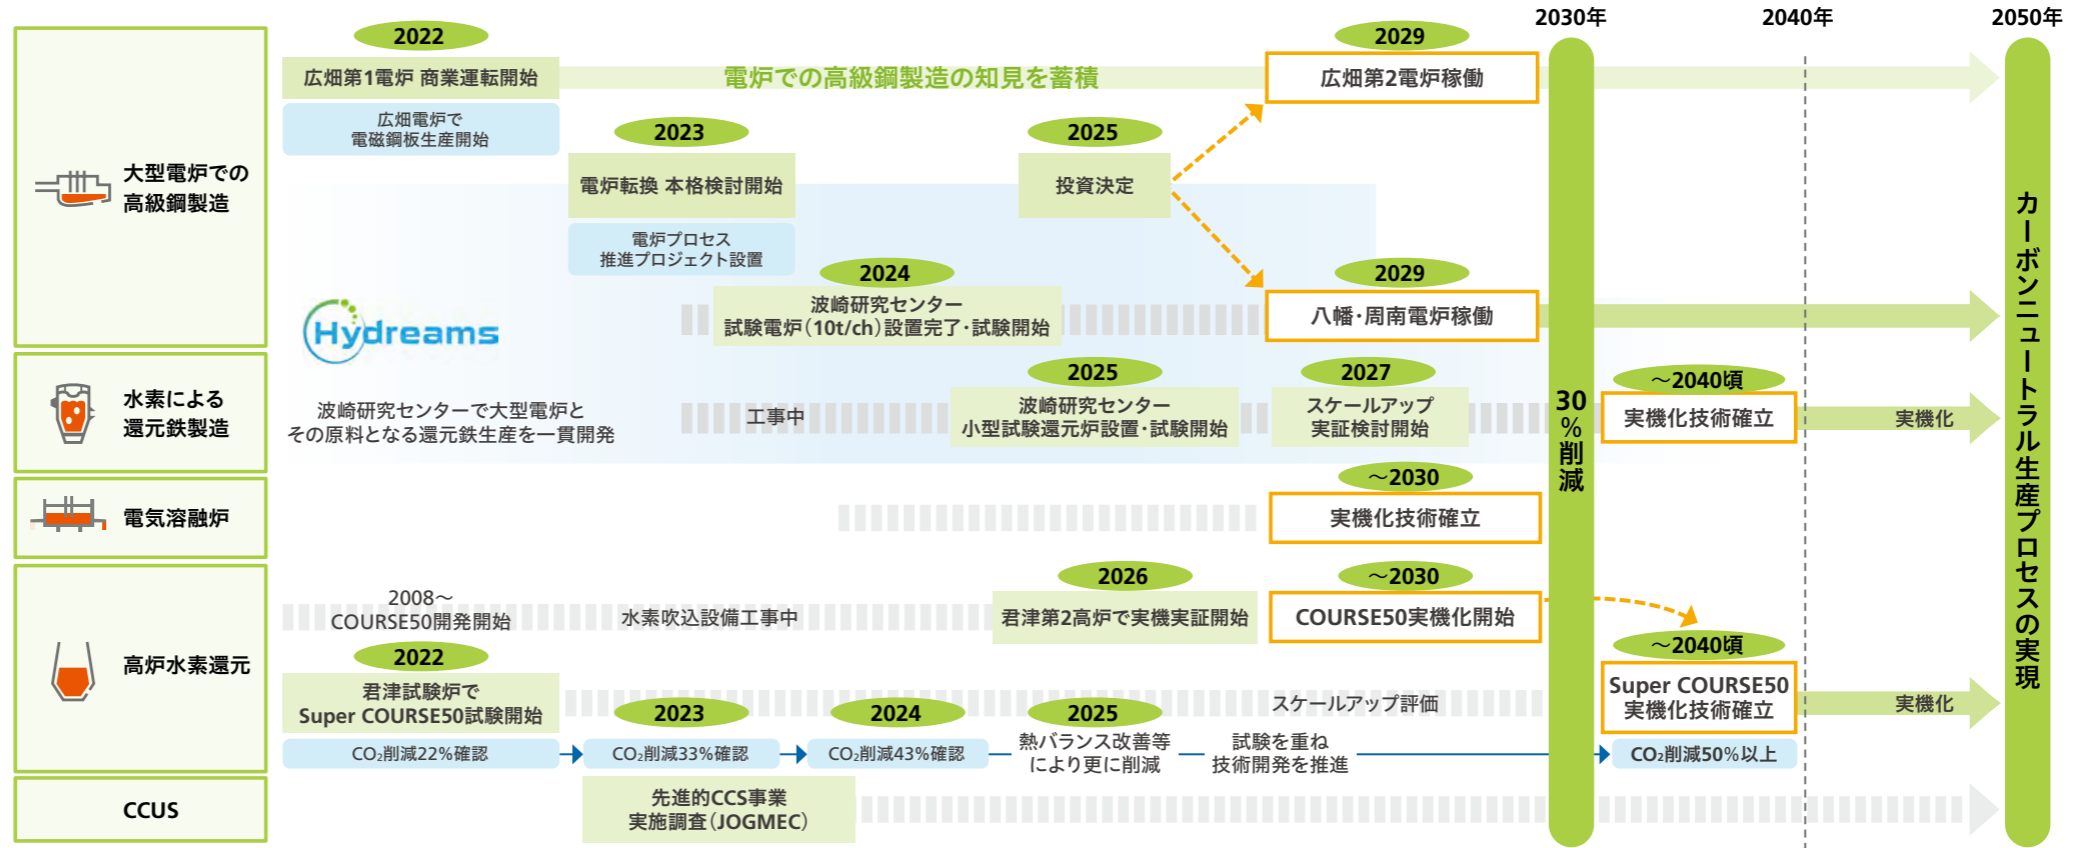 2030年
2040年
2050年
大型電炉での
高級鋼製造
2022
広畑第1電炉 商業運転開始
広畑電炉で
電磁鋼板生産開始
電炉での高級鋼製造の知見を蓄積
2029
広畑第2電炉稼働
2023
電炉転換 本格検討開始
電炉プロセス
推進プロジェクト設置
2025
投資決定
2024
波崎研究センター
試験電炉（10t/ch）設置完了・試験開始
2029
八幡・周南電炉稼働
Hydreams
波崎研究センターで大型電炉と
その原料となる還元鉄生産を一貫開発
水素による
還元鉄製造
工事中
2025
波崎研究センター
小型試験還元炉設置・試験開始
2027
スケールアップ
実証検討開始
～2040頃
実機化技術確立
実機化
電気溶融炉
～2030
実機化技術確立
高炉水素還元
2008～
COURSE50開発開始
水素吹込設備工事中
2026
君津第2高炉で実機実証開始
～2030
COURSE50実機化開始
2022
君津試験炉で
Super COURSE50試験開始
スケールアップ評価
～2040頃
Super COURSE50
実機化技術確立
実機化
CO₂削減22%確認
2023
CO₂削減33%確認
2024
CO₂削減43%確認
2025
熱バランス改善等
により更に削減
試験を重ね
技術開発を推進
CO₂削減50%以上
CCUS
先進的CCS事業
実施調査（JOGMEC）
30%削減
カーボンニュートラル生産プロセスの実現